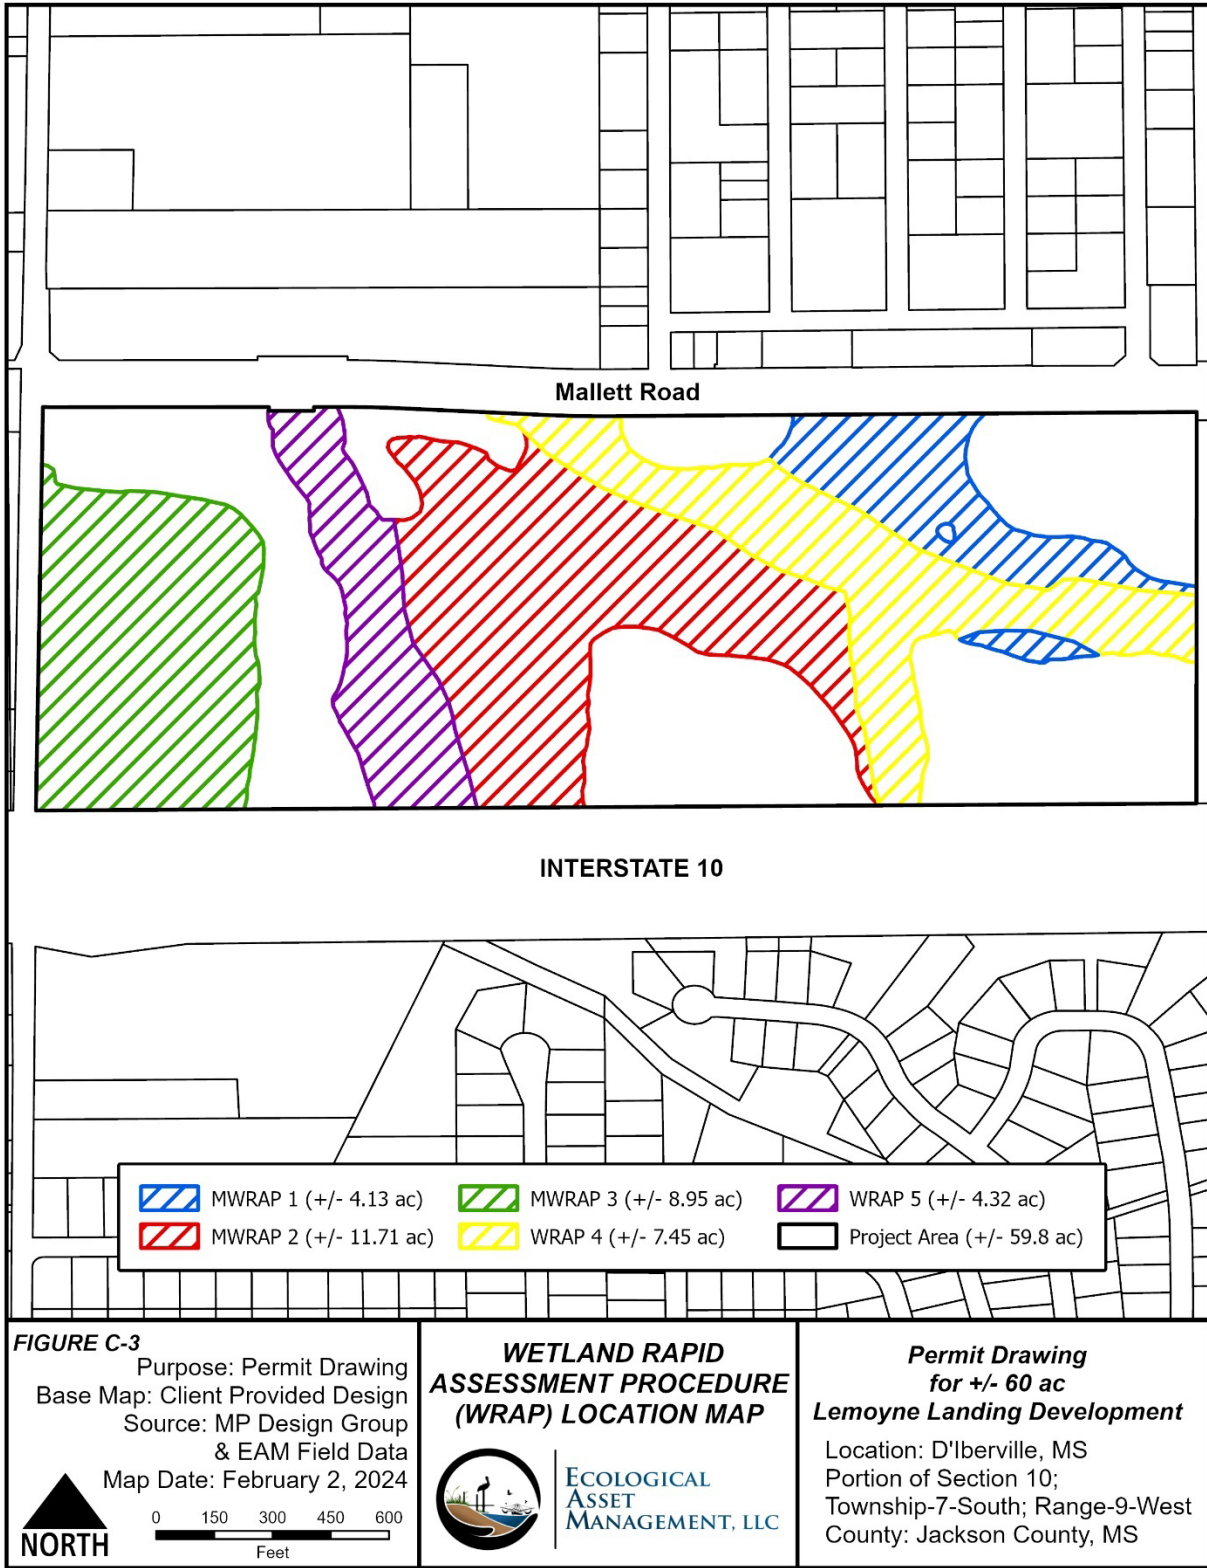 Mallett Road
INTERSTATE 10
MWRAP 1 (+/- 4.13 ac)
MWRAP 3 (+/- 8.95 ac)
WRAP 5 (+/- 4.32 ac)
MWRAP 2 (+/- 11.71 ac)
WRAP 4 (+/- 7.45 ac)
Project Area (+/- 59.8 ac)
FIGURE C-3
Purpose: Permit Drawing
Base Map: Client Provided Design
Source: MP Design Group
& EAM Field Data
Map Date: February 2, 2024
NORTH
0 150 300 450 600
Feet
WETLAND RAPID
ASSESSMENT PROCEDURE
(WRAP) LOCATION MAP
ECOLOGICAL
ASSET
MANAGEMENT, LLC
Permit Drawing
for +/- 60 ac
Lemoyne Landing Development
Location: D'Iberville, MS
Portion of Section 10;
Township-7-South; Range-9-West
County: Jackson County, MS